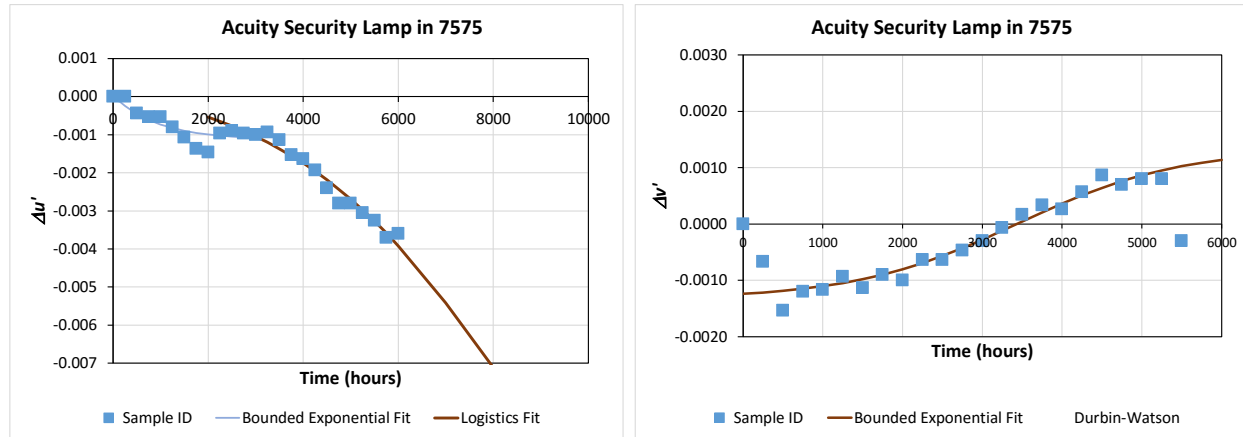 Acuity Security Lamp in 7575
0.001
0.000
-0.001
-0.002
-0.003
-0.004
-0.005
-0.006
-0.007
0 2000 4000 6000 8000 10000
Δu'
Time (hours)
Sample ID Bounded Exponential Fit Logistics Fit
Acuity Security Lamp in 7575
0.0030
0.0020
0.0010
0.0000
-0.0010
-0.0020
0 1000 2000 3000 4000 5000 6000
Δv'
Time (hours)
Sample ID Bounded Exponential Fit Durbin-Watson